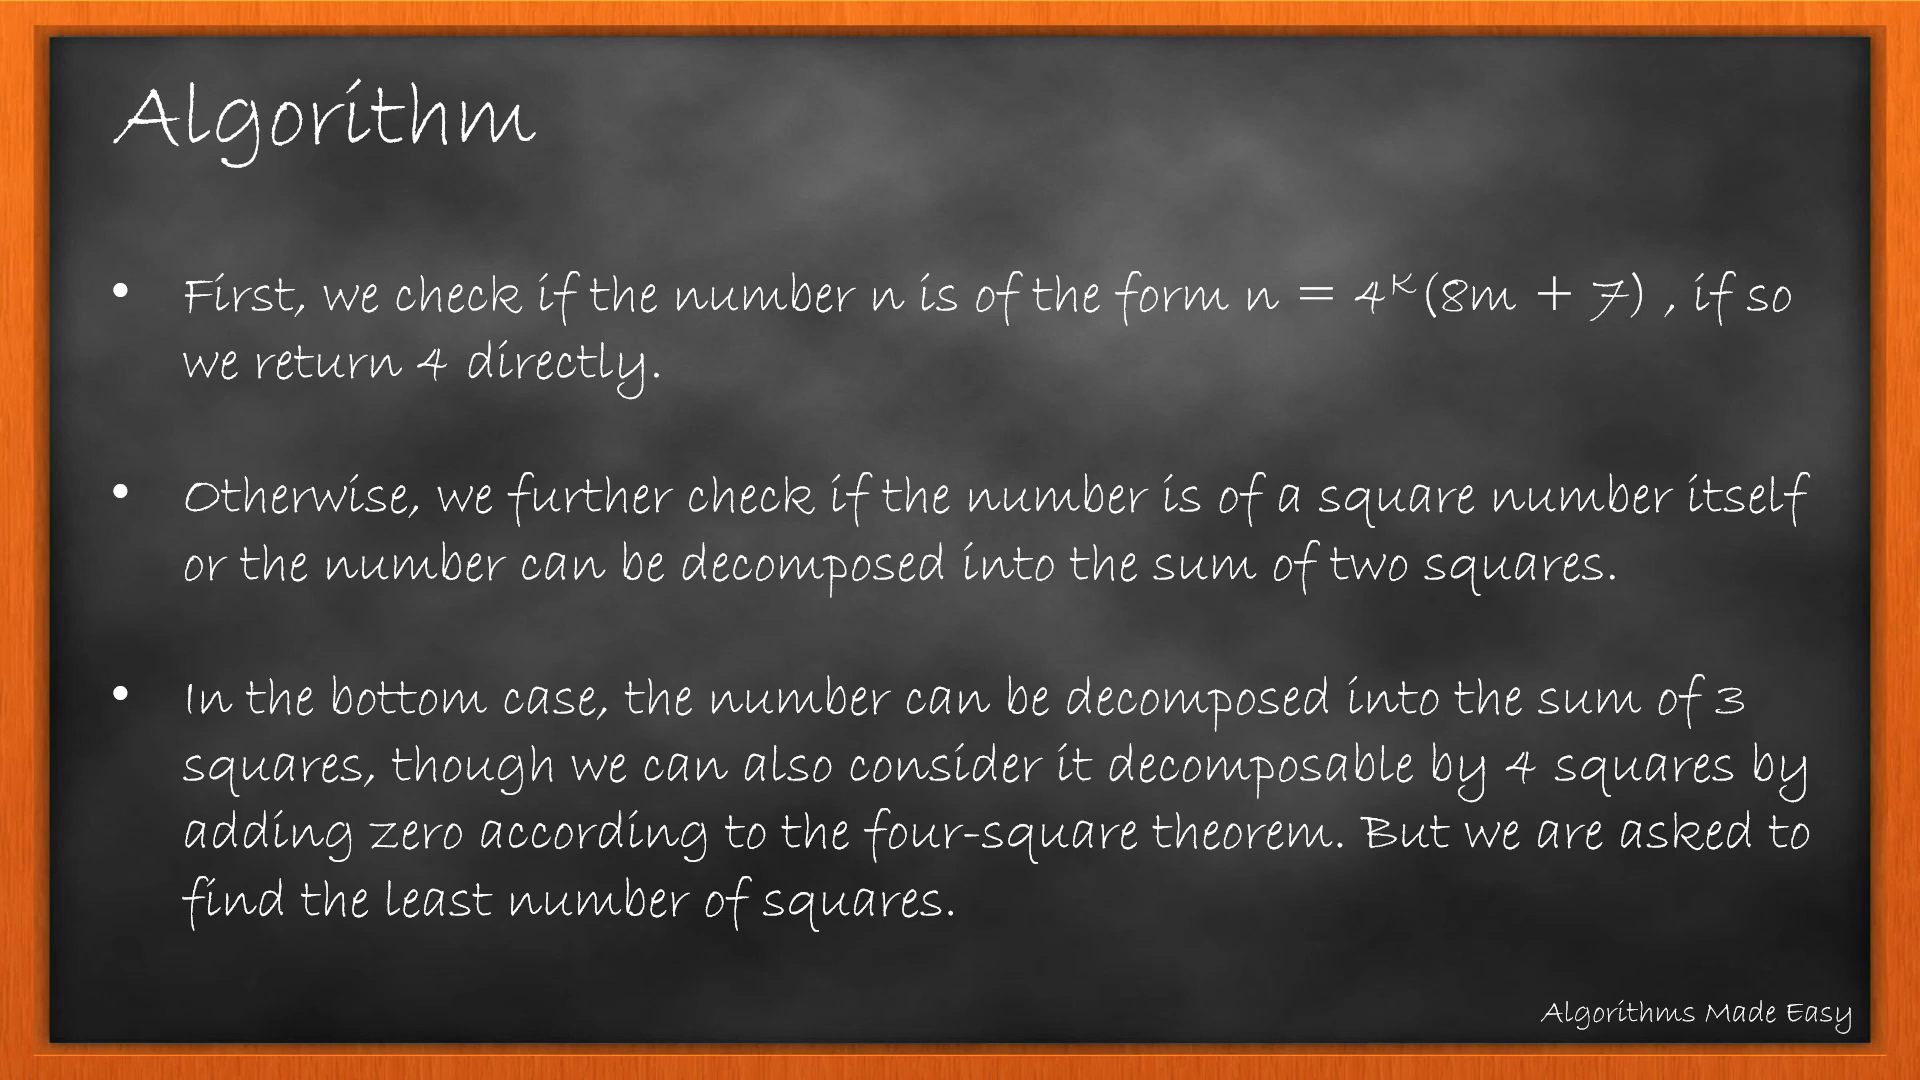 Algorithm
• First, we check if the number n is of the form n = 4ᴷ(8m + 7) , if so
we return 4 directly.
• Otherwise, we further check if the number is of a square number itself
or the number can be decomposed into the sum of two squares.
• In the bottom case, the number can be decomposed into the sum of 3
squares, though we can also consider it decomposable by 4 squares by
adding zero according to the four-square theorem. But we are asked to
find the least number of squares.
Algorithms Made Easy